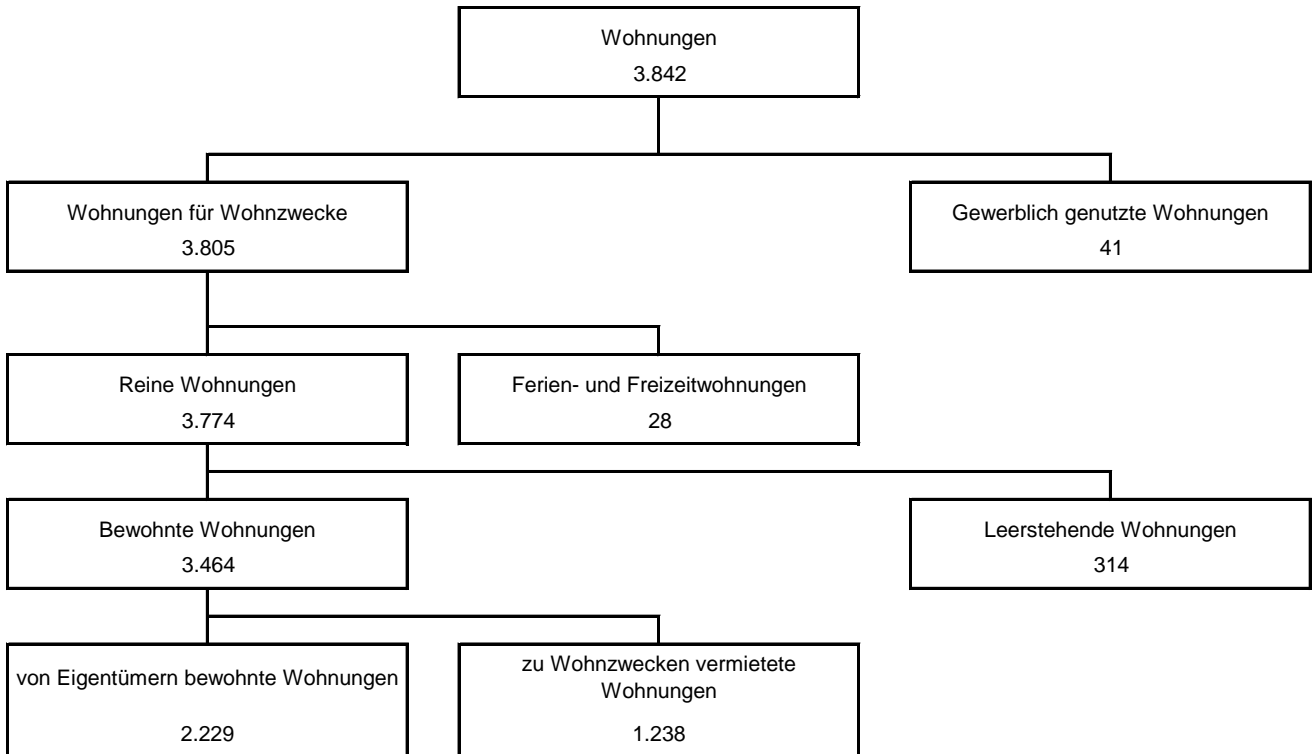 Wohnungen
3.842
Wohnungen für Wohnzwecke
3.805
Gewerblich genutzte Wohnungen
41
Reine Wohnungen
3.774
Ferien- und Freizeitwohnungen
28
Bewohnte Wohnungen
3.464
Leerstehende Wohnungen
314
von Eigentümern bewohnte Wohnungen
2.229
zu Wohnzwecken vermietete
Wohnungen
1.238